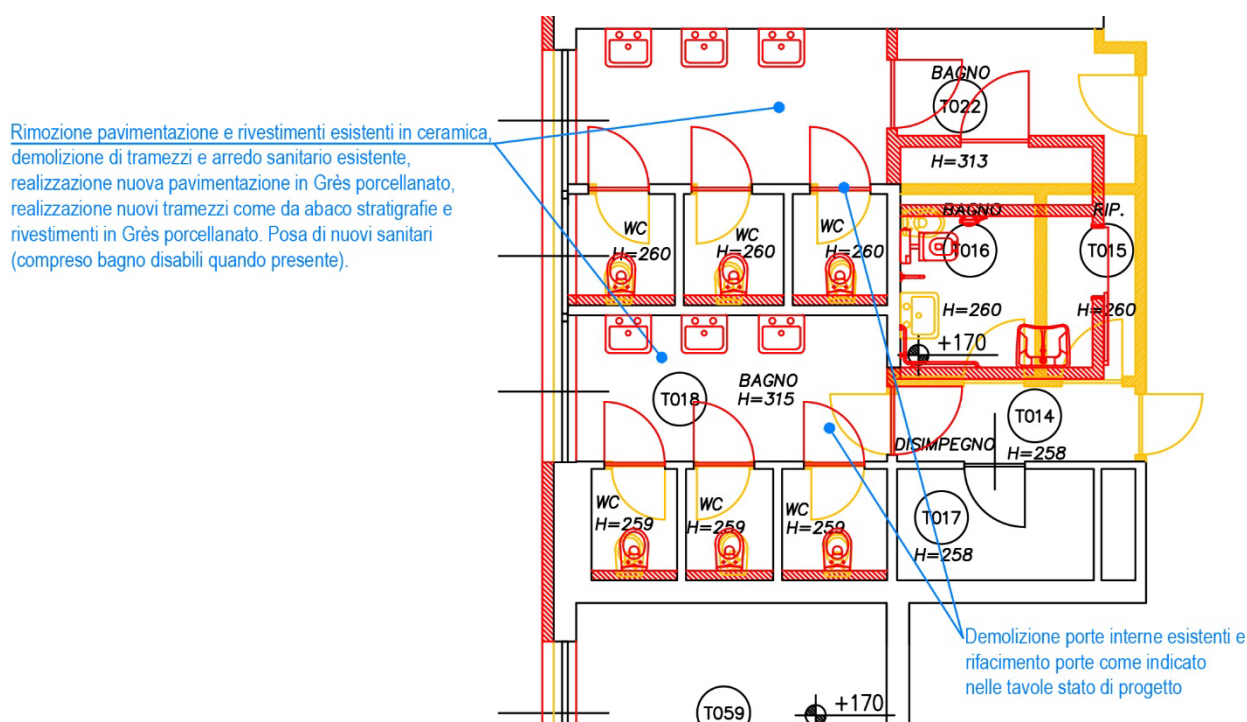 Rimozione pavimentazione e rivestimenti esistenti in ceramica,
demolizione di tramezzi e arredo sanitario esistente,
realizzazione nuova pavimentazione in Grès porcellanato,
realizzazione nuovi tramezzi come da abaco stratigrafie e
rivestimenti in Grès porcellanato. Posa di nuovi sanitari
(compreso bagno disabili quando presente).
BAGNO
T022
H=313
WC
H=260
WC
H=260
WC
H=260
BAGNO
T016
H=260
RIP.
T015
H=260
+170
BAGNO
H=315
T018
T014
DISIMPEGNO
H=258
WC
H=259
WC
H=259
WC
H=259
T017
H=258
Demolizione porte interne esistenti e
rifacimento porte come indicato
nelle tavole stato di progetto
T059
+170